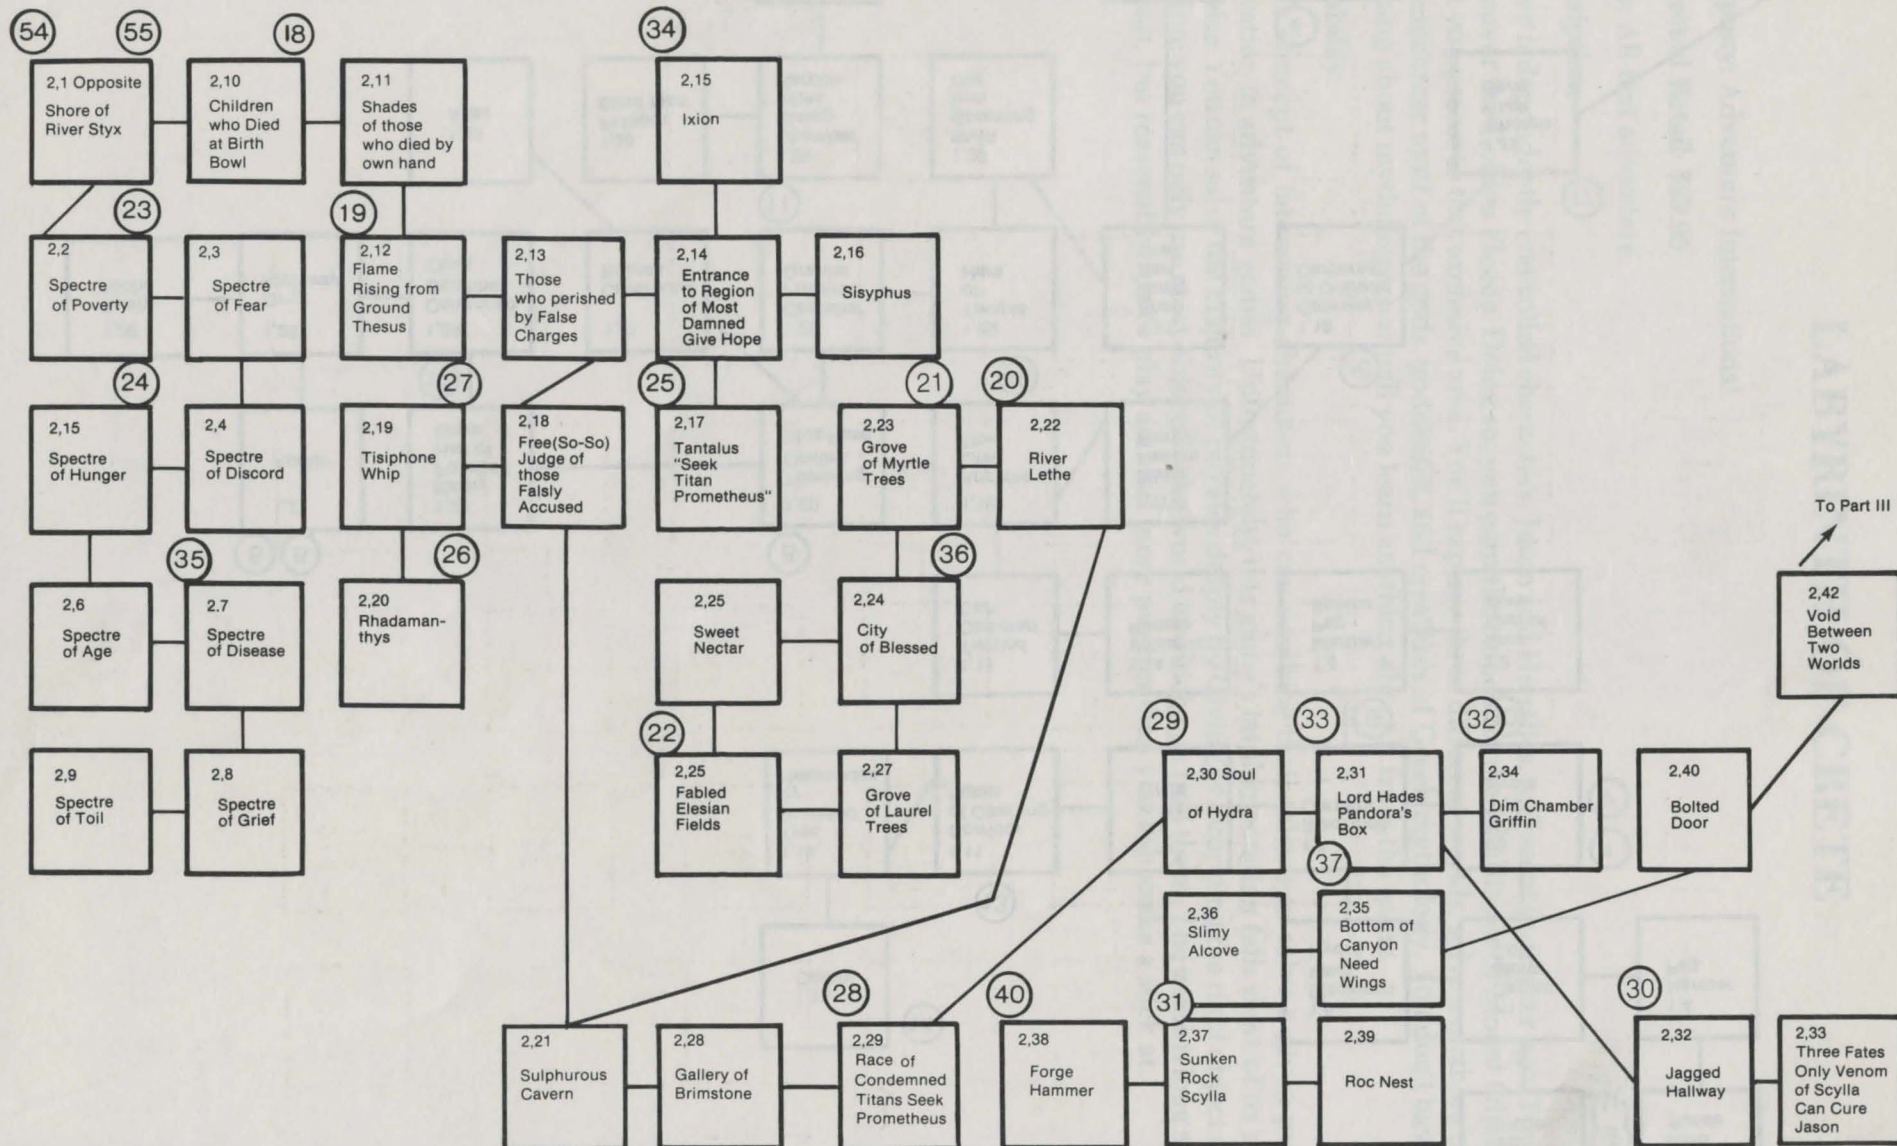 54
55
18
34
2,1 Opposite
Shore of
River Styx
2,10
Children
who Died
at Birth
Bowl
2,11
Shades
of those
who died by
own hand
2,15
Ixion
23
19
2,2
Spectre
of Poverty
2,3
Spectre
of Fear
2,12
Flame
Rising from
Ground
Thesus
2,13
Those
who perished
by False
Charges
2,14
Entrance
to Region
of Most
Damned
Give Hope
2,16
Sisyphus
24
27
25
21
20
2,15
Spectre
of Hunger
2,4
Spectre
of Discord
2,19
Tisiphone
Whip
2,18
Free(So-So)
Judge of
those
Falsly
Accused
2,17
Tantalus
"Seek
Titan
Prometheus"
2,23
Grove
of Myrtle
Trees
2,22
River
Lethe
To Part III
35
26
36
2,6
Spectre
of Age
2.7
Spectre
of Disease
2,20
Rhadaman-
thys
2,25
Sweet
Nectar
2,24
City
of Blessed
2,42
Void
Between
Two
Worlds
22
29
33
32
2,9
Spectre
of Toil
2,8
Spectre
of Grief
2,25
Fabled
Elesian
Fields
2,27
Grove
of Laurel
Trees
2,30 Soul
of Hydra
2,31
Lord Hades
Pandora's
Box
2,34
Dim Chamber
Griffin
2,40
Bolted
Door
37
2,36
Slimy
Alcove
2,35
Bottom of
Canyon
Need
Wings
28
40
31
30
2,21
Sulphurous
Cavern
2,28
Gallery of
Brimstone
2,29
Race of
Condemned
Titans Seek
Prometheus
2,38
Forge
Hammer
2,37
Sunken
Rock
Scylla
2,39
Roc Nest
2,32
Jagged
Hallway
2,33
Three Fates
Only Venom
of Scylla
Can Cure
Jason